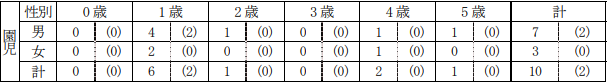 園児 性別 0歳 1歳 2歳 3歳 4歳 5歳 計
男 0 (0) 4 (2) 1 (0) 0 (0) 1 (0) 1 (0) 7 (2)
女 0 (0) 2 (0) 0 (0) 0 (0) 1 (0) 0 (0) 3 (0)
計 0 (0) 6 (2) 1 (0) 0 (0) 2 (0) 1 (0) 10 (2)